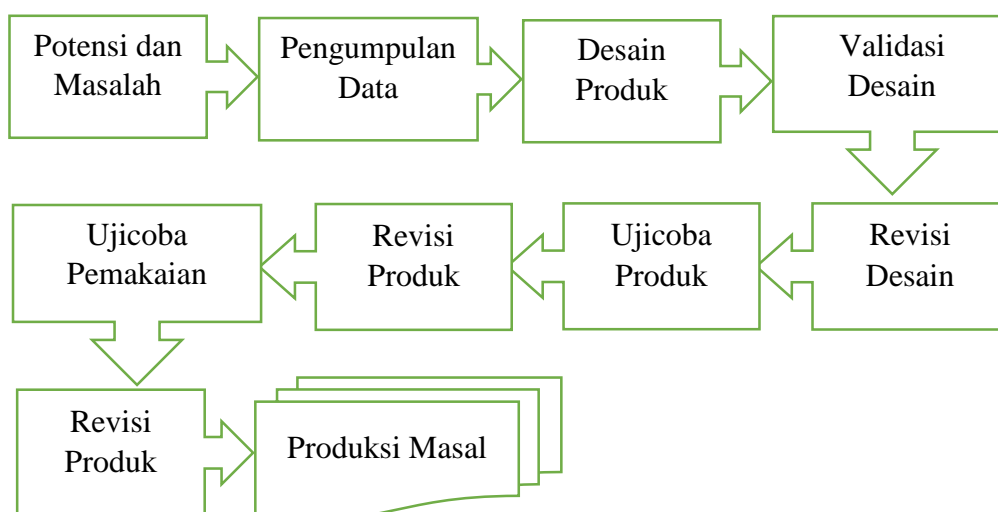 Potensi dan
Masalah
Pengumpulan
Data
Desain
Produk
Validasi
Desain
Revisi
Desain
Ujicoba
Produk
Revisi
Produk
Ujicoba
Pemakaian
Revisi
Produk
Produksi Masal